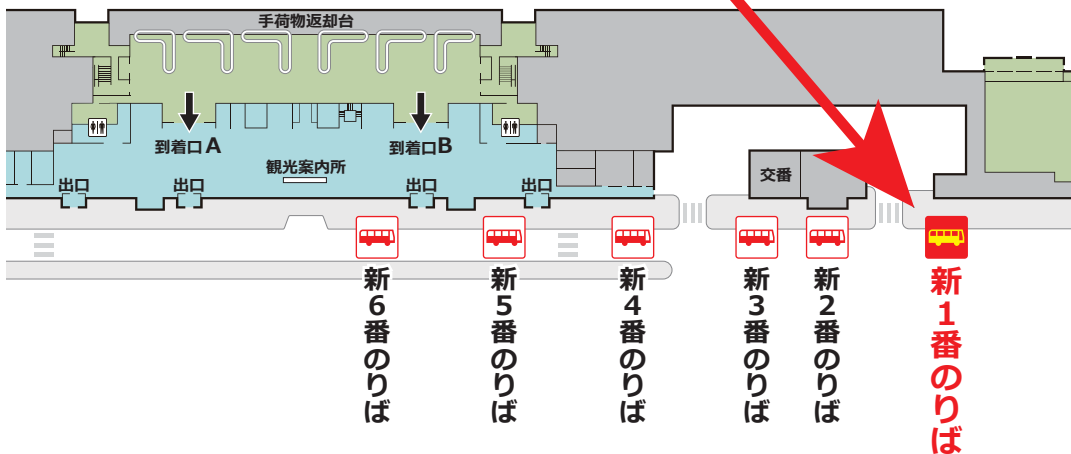 手荷物返却台
到着口A
到着口B
観光案内所
出口
出口
出口
出口
交番
新6番のりば
新5番のりば
新4番のりば
新3番のりば
新2番のりば
新1番のりば